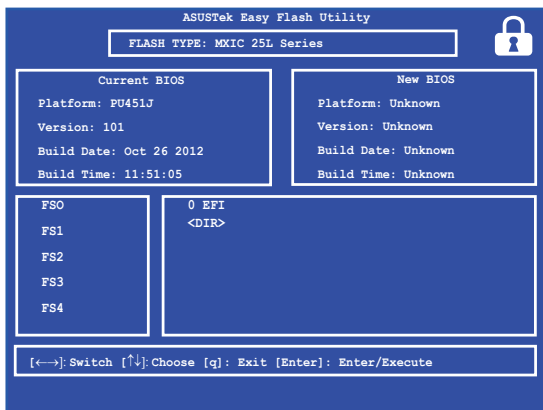 ASUSTek Easy Flash Utility
FLASH TYPE: MXIC 25L Series
Current BIOS
Platform: PU451J
Version: 101
Build Date: Oct 26 2012
Build Time: 11:51:05
New BIOS
Platform: Unknown
Version: Unknown
Build Date: Unknown
Build Time: Unknown
FSO
FS1
FS2
FS3
FS4
0 EFI
<DIR>
[←→]: Switch [↑↓]: Choose [q]: Exit [Enter]: Enter/Execute